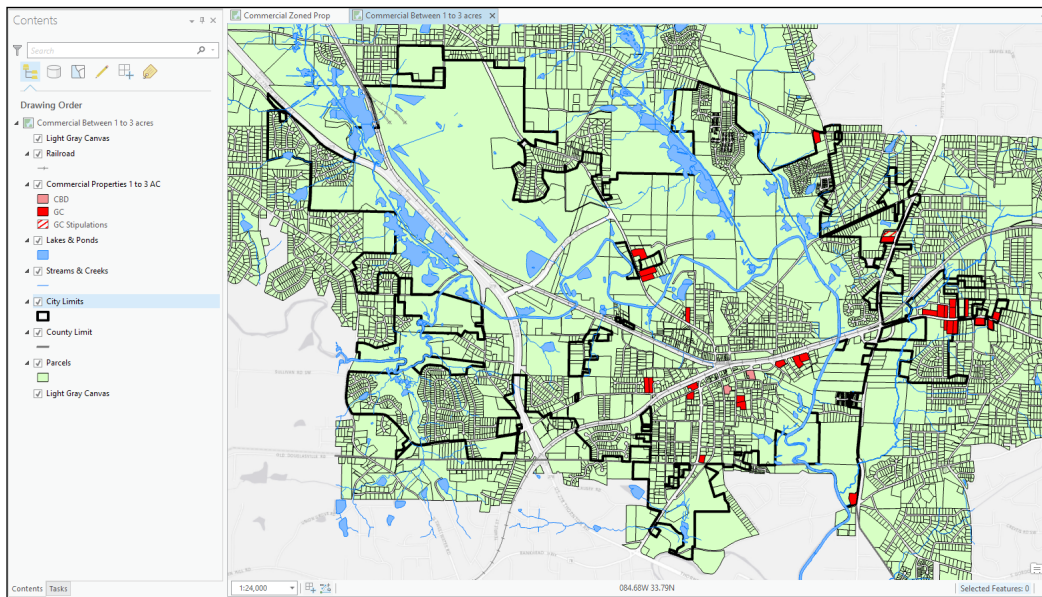 Contents
Search
Drawing Order
Commercial Between 1 to 3 acres
Light Gray Canvas
Railroad
Commercial Properties 1 to 3 AC
CBD
GC
GC Stipulations
Lakes & Ponds
Streams & Creeks
City Limits
County Limit
Parcels
Light Gray Canvas
Contents Tasks
Commercial Zoned Prop
Commercial Between 1 to 3 acres
1:24,000
084.68W 33.79N
Selected Features: 0